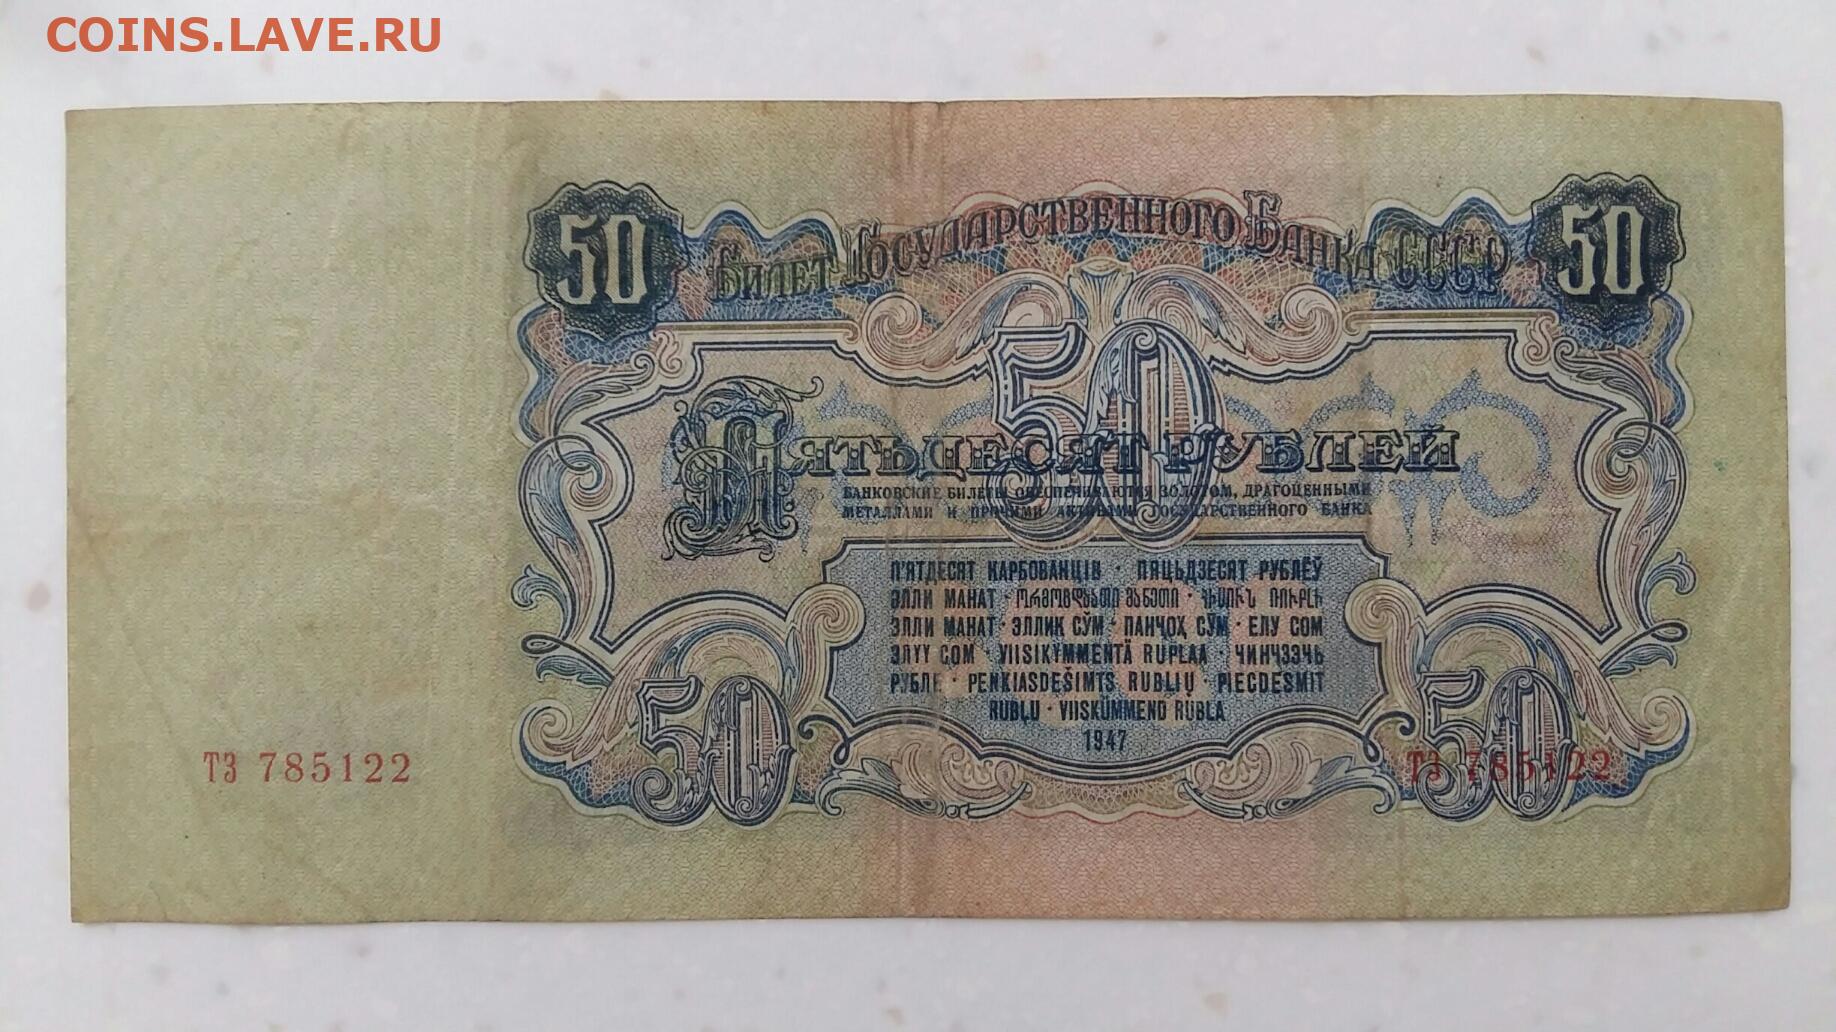 COINS.LAVE.RU
50 БИЛЕТ ГОСУДАРСТВЕННОГО БАНКА СССР 50
50
ПЯТЬДЕСЯТ РУБЛЕЙ
БАНКОВСКИЕ БИЛЕТЫ ОБЕСПЕЧИВАЮТСЯ ЗОЛОТОМ, ДРАГОЦЕННЫМИ
МЕТАЛЛАМИ И ПРОЧИМИ АКТИВАМИ ГОСУДАРСТВЕННОГО БАНКА
П'ЯТДЕСЯТ КАРБОВАНЦІВ · ПЯЦЬДЗЕСЯТ РУБЛЁЎ
ЭЛЛИ МАНАТ · ორმოცდაათი მანეთი · ՀԻՍՈՒՆ ՌՈՒԲԼԻ
ЭЛЛИ МАНАТ · ЭЛЛИК СЎМ · ПАНҶОҲ СЎМ · ЕЛУ СОМ
ЭЛҮҮ СОМ · VIISIKYMMENTÄ RUPLAA · ЧИНЧЗЭЧЬ
РУБЛЕ · PENKIASDEŠIMTS RUBLIŲ · PIECDESMIT
RUBĻU · VIISKÜMMEND RUBLA
1947
ТЗ 785122
50
ТЗ 785122
50